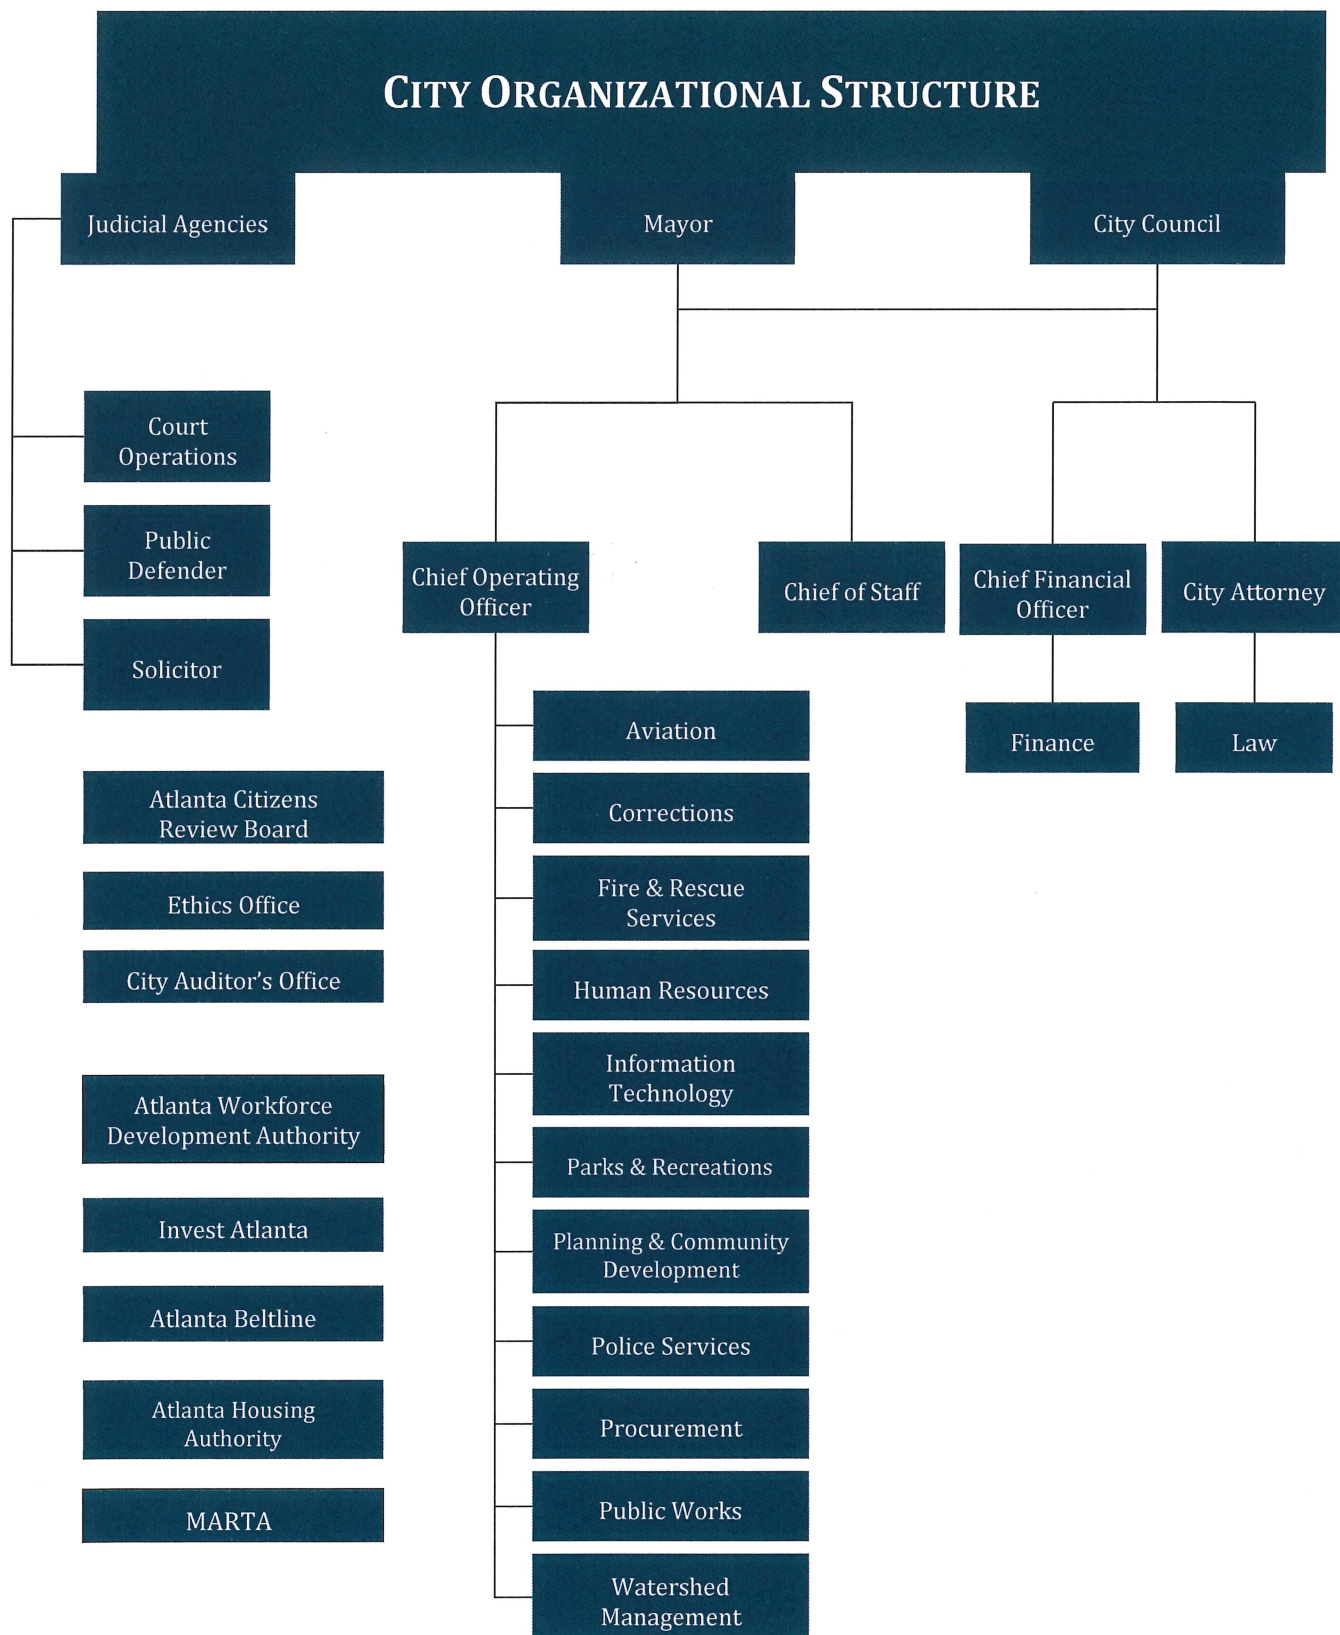 CITY ORGANIZATIONAL STRUCTURE
Judicial Agencies
Mayor
City Council
Court
Operations
Public
Defender
Solicitor
Chief Operating
Officer
Chief of Staff
Chief Financial
Officer
City Attorney
Finance
Law
Atlanta Citizens
Review Board
Ethics Office
City Auditor’s Office
Atlanta Workforce
Development Authority
Invest Atlanta
Atlanta Beltline
Atlanta Housing
Authority
MARTA
Aviation
Corrections
Fire & Rescue
Services
Human Resources
Information
Technology
Parks & Recreations
Planning & Community
Development
Police Services
Procurement
Public Works
Watershed
Management